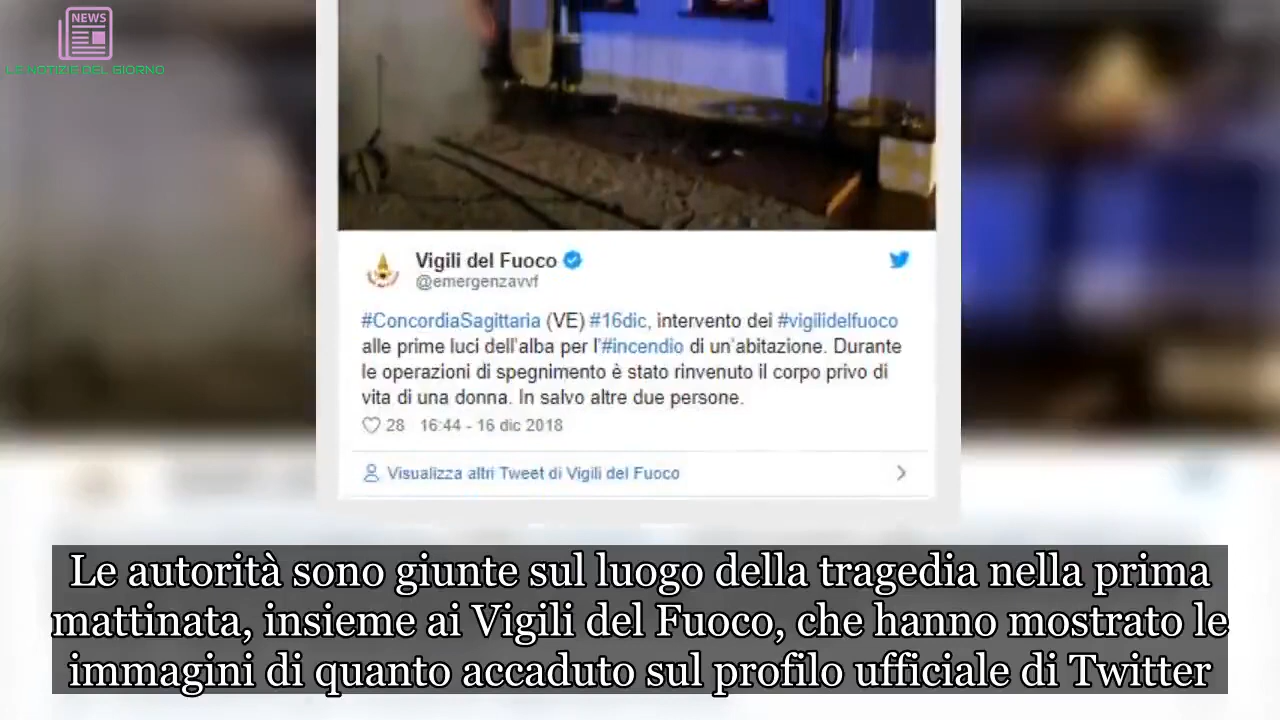 NEWS
LE NOTIZIE DEL GIORNO
Vigili del Fuoco
@emergenzavvf
#ConcordiaSagittaria (VE) #16dic, intervento dei #vigilidelfuoco
alle prime luci dell'alba per l'#incendio di un'abitazione. Durante
le operazioni di spegnimento è stato rinvenuto il corpo privo di
vita di una donna. In salvo altre due persone.
28 16:44 - 16 dic 2018
Visualizza altri Tweet di Vigili del Fuoco
Le autorità sono giunte sul luogo della tragedia nella prima
mattinata, insieme ai Vigili del Fuoco, che hanno mostrato le
immagini di quanto accaduto sul profilo ufficiale di Twitter